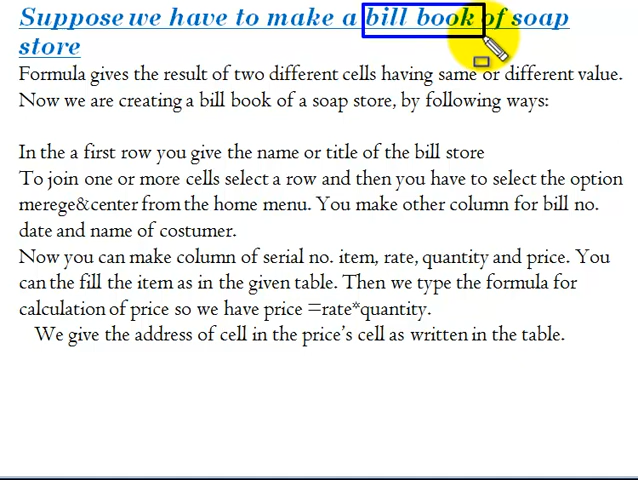 Suppose we have to make a bill book of soap
store
Formula gives the result of two different cells having same or different value.
Now we are creating a bill book of a soap store, by following ways:
In the a first row you give the name or title of the bill store
To join one or more cells select a row and then you have to select the option
merege&center from the home menu. You make other column for bill no.
date and name of costumer.
Now you can make column of serial no. item, rate, quantity and price. You
can the fill the item as in the given table. Then we type the formula for
calculation of price so we have price =rate*quantity.
We give the address of cell in the price's cell as written in the table.